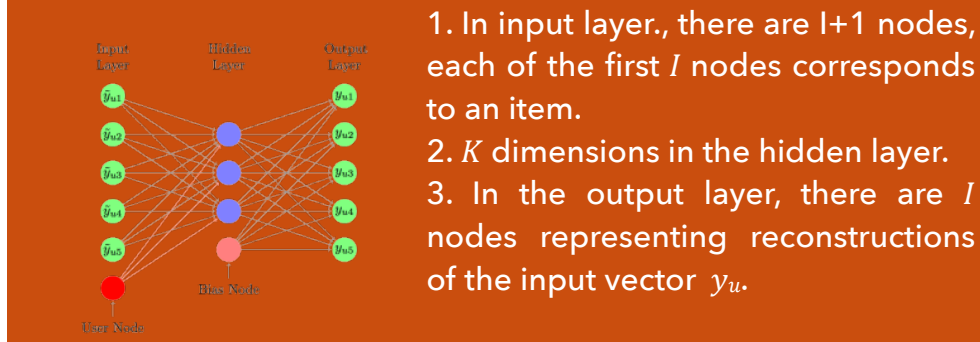 Input
Layer
Hidden
Layer
Output
Layer
ỹu1
ỹu2
ỹu3
ỹu4
ỹu5
yu1
yu2
yu3
yu4
yu5
Bias Node
User Node
1. In input layer., there are I+1 nodes,
each of the first I nodes corresponds
to an item.
2. K dimensions in the hidden layer.
3. In the output layer, there are I
nodes representing reconstructions
of the input vector yu.